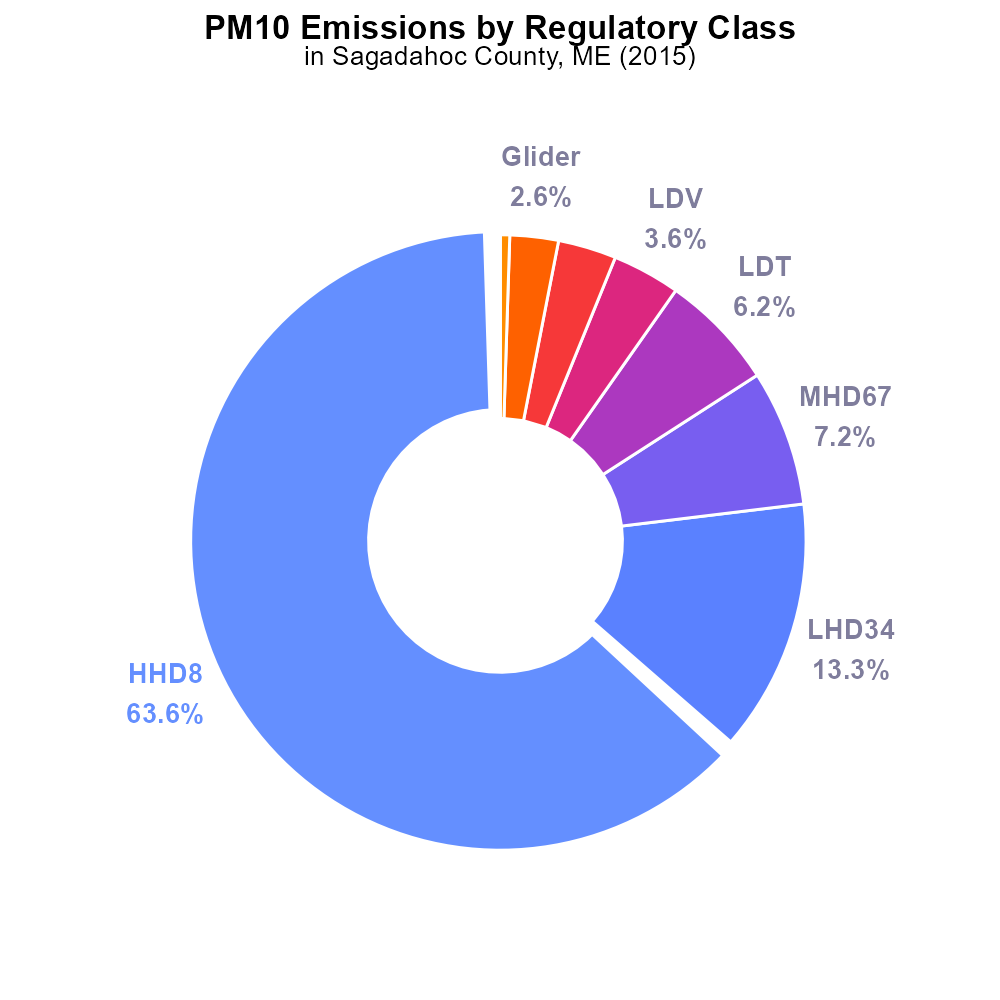 PM10 Emissions by Regulatory Class
in Sagadahoc County, ME (2015)
Glider
2.6%
LDV
3.6%
LDT
6.2%
MHD67
7.2%
LHD34
13.3%
HHD8
63.6%